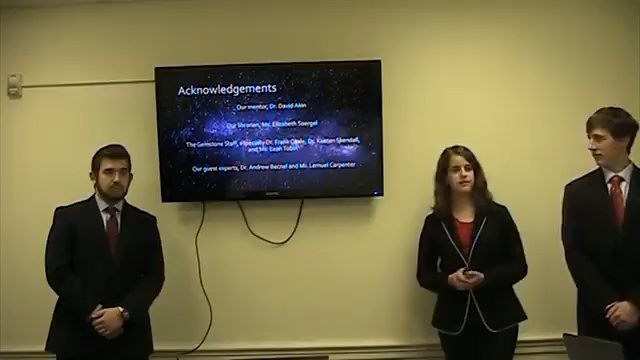 Acknowledgements
Our mentor, Dr. David Akin
Our librarian, Ms. Elizabeth Soergel
The Gemstone Staff, especially Dr. Frank Coale, Dr. Kristan Skendall,
and Ms. Leah Tobin
Our guest experts, Dr. Andrew Becnel and Mr. Lemuel Carpenter